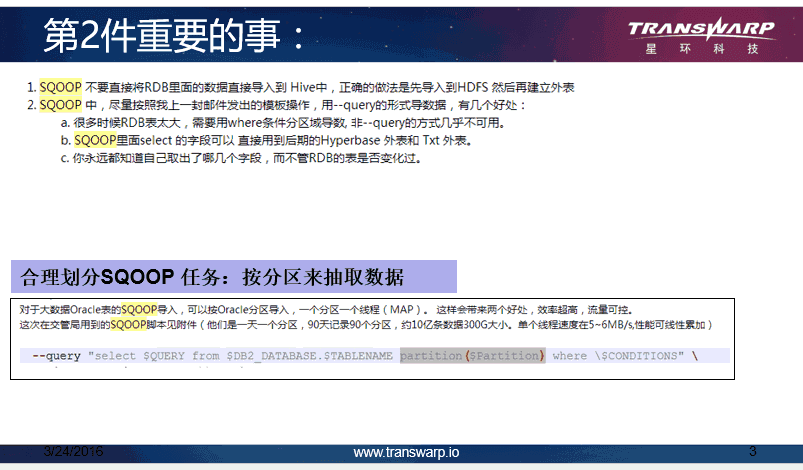 第2件重要的事：
TRANSWARP
星 环 科 技
1. SQOOP 不要直接将RDB里面的数据直接导入到 Hive中，正确的做法是先导入到HDFS 然后再建立外表
2. SQOOP 中，尽量按照我上一封邮件发出的模板操作，用--query的形式导数据，有几个好处：
a. 很多时候RDB表太大，需要用where条件分区域导数, 非--query的方式几乎不可用。
b. SQOOP里面select 的字段可以 直接用到后期的Hyperbase 外表和 Txt 外表。
c. 你永远都知道自己取出了哪几个字段，而不管RDB的表是否变化过。
合理划分SQOOP 任务：按分区来抽取数据
对于大数据Oracle表的SQOOP导入，可以按Oracle分区导入，一个分区一个线程（MAP）。 这样会带来两个好处，效率超高，流量可控。
这次在交管局用到的SQOOP脚本见附件（他们是一天一个分区，90天记录90个分区，约10亿条数据300G大小。单个线程速度在5~6MB/s,性能可线性累加）
--query "select $QUERY from $DB2_DATABASE.$TABLENAME partition($Partition) where \$CONDITIONS" \
3/24/2016
www.transwarp.io
3